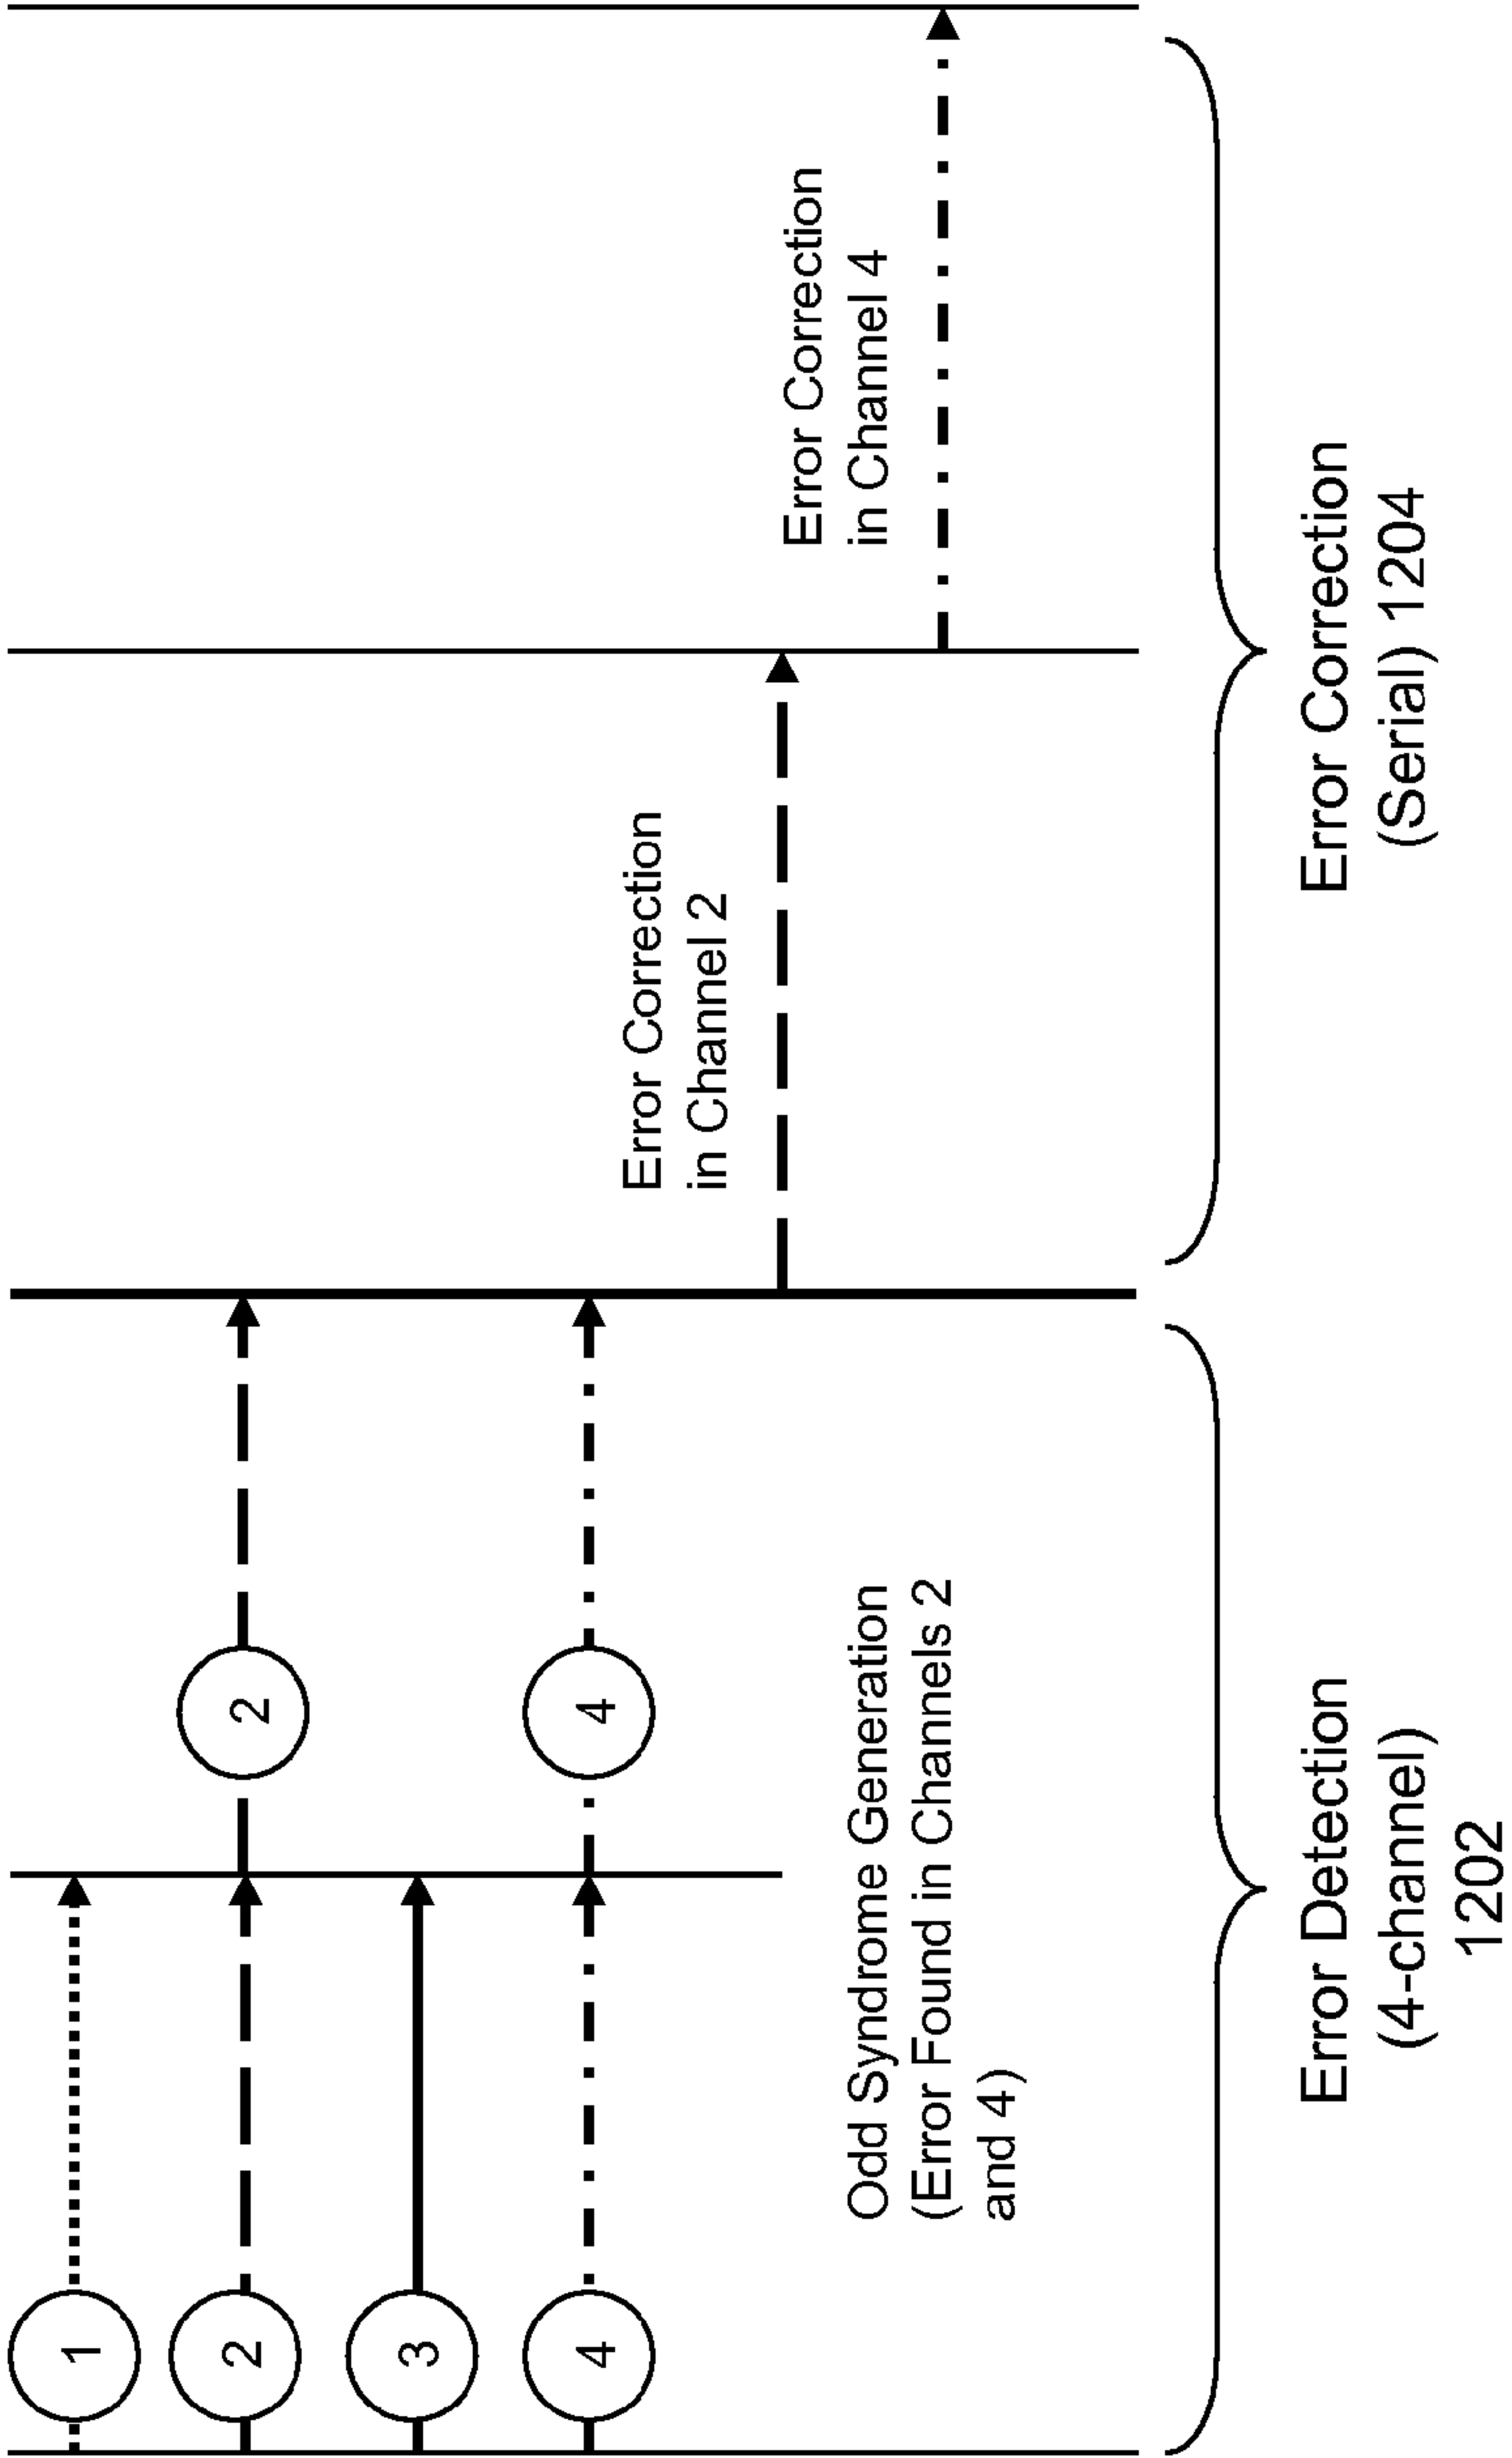 1
2
3
4
2
4
Odd Syndrome Generation
(Error Found in Channels 2
and 4)
Error Correction
in Channel 2
Error Correction
in Channel 4
Error Detection
(4-channel)
1202
Error Correction
(Serial) 1204